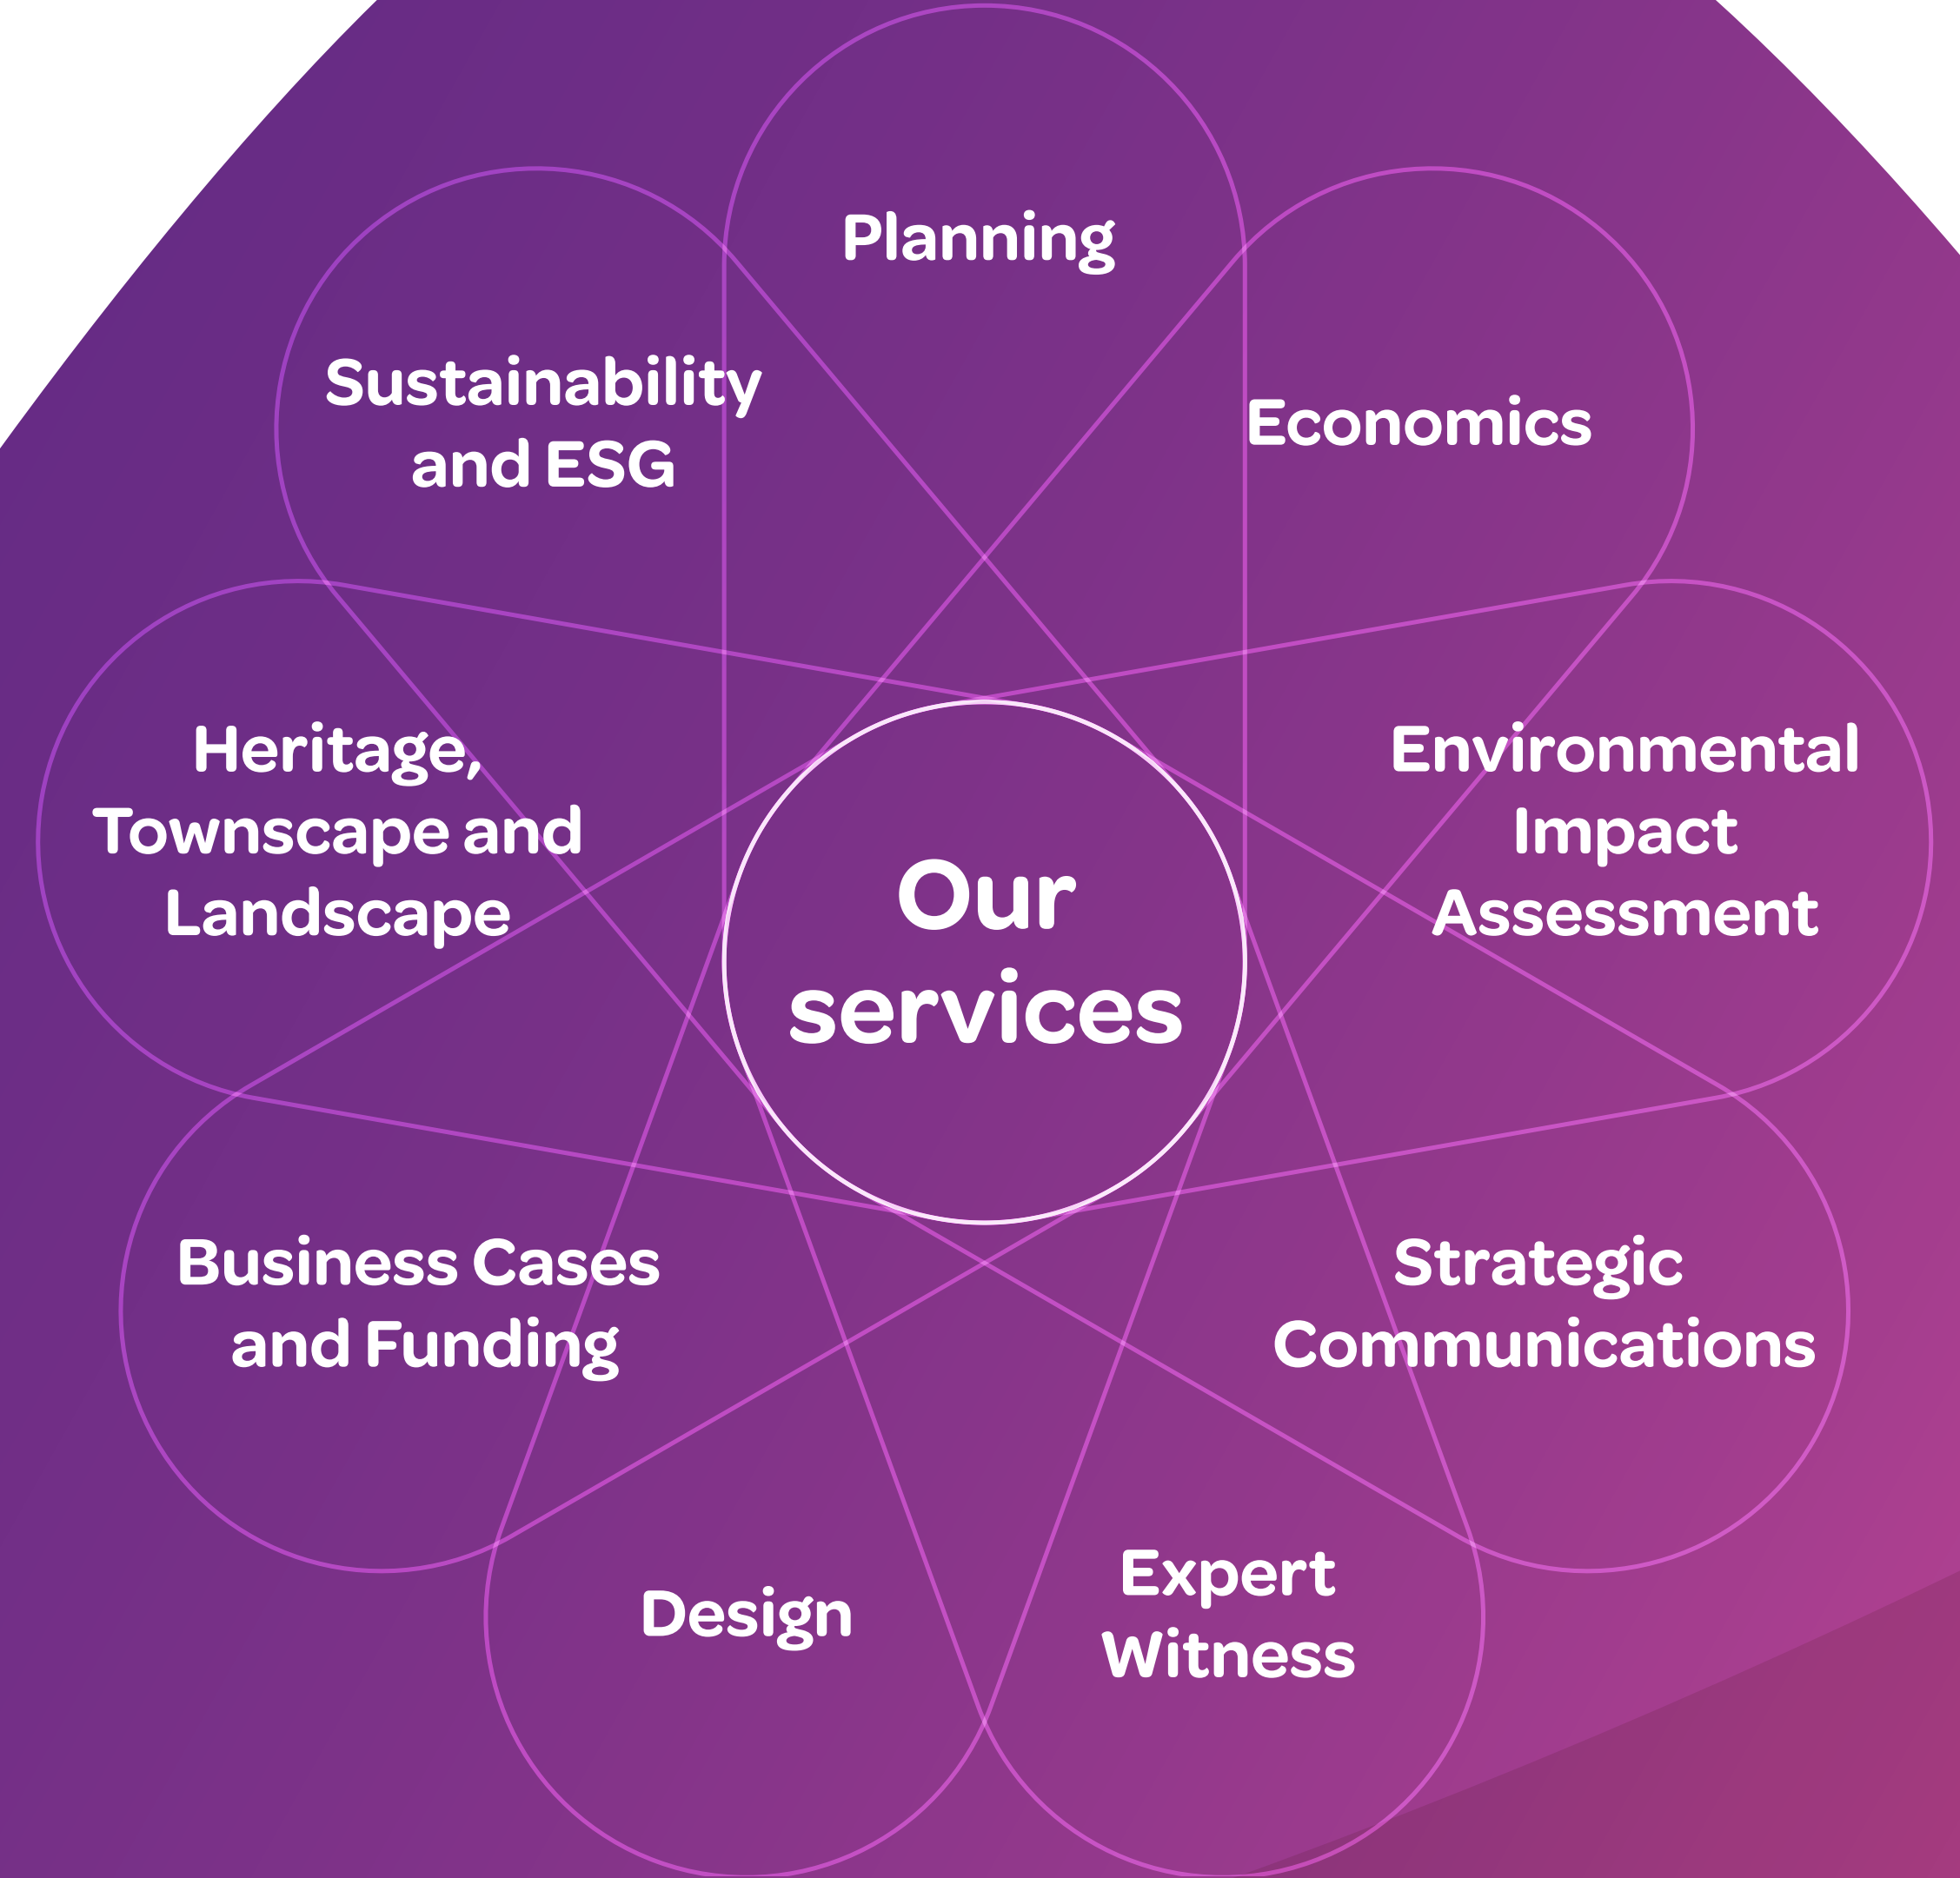 Planning
Sustainability
and ESG
Economics
Heritage,
Townscape and
Landscape
Environmental
Impact
Assessment
Our
services
Business Cases
and Funding
Strategic
Communications
Design
Expert
Witness